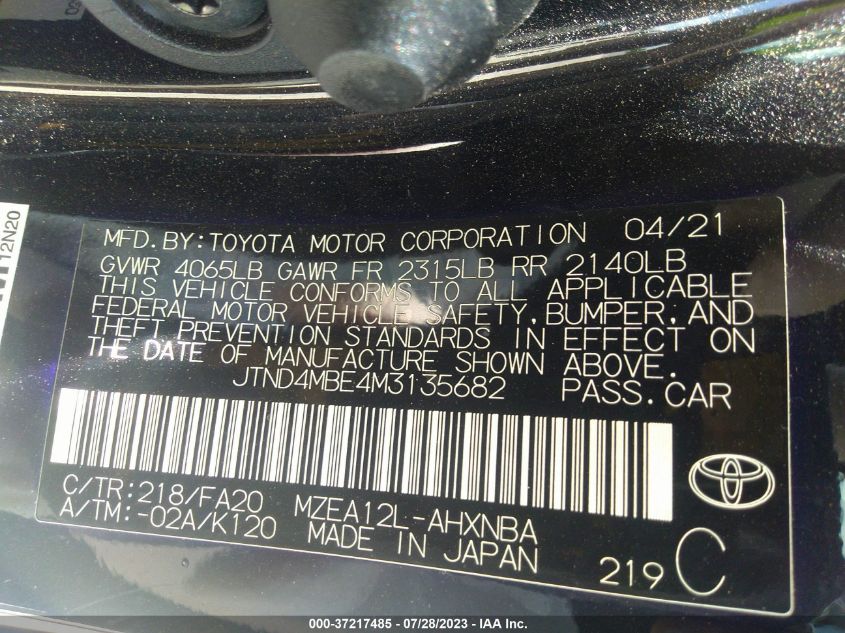 MFD.BY:TOYOTA MOTOR CORPORATION 04/21
GVWR 4065LB GAWR FR 2315LB RR 2140LB
THIS VEHICLE CONFORMS TO ALL APPLICABLE
FEDERAL MOTOR VEHICLE SAFETY, BUMPER, AND
THEFT PREVENTION STANDARDS IN EFFECT ON
THE DATE OF MANUFACTURE SHOWN ABOVE.
JTND4MBE4M3135682 PASS.CAR
C/TR:218/FA20 MZEA12L-AHXNBA
A/TM:-02A/K120 MADE IN JAPAN
219 C
12N20
000-37217485 - 07/28/2023 - IAA Inc.